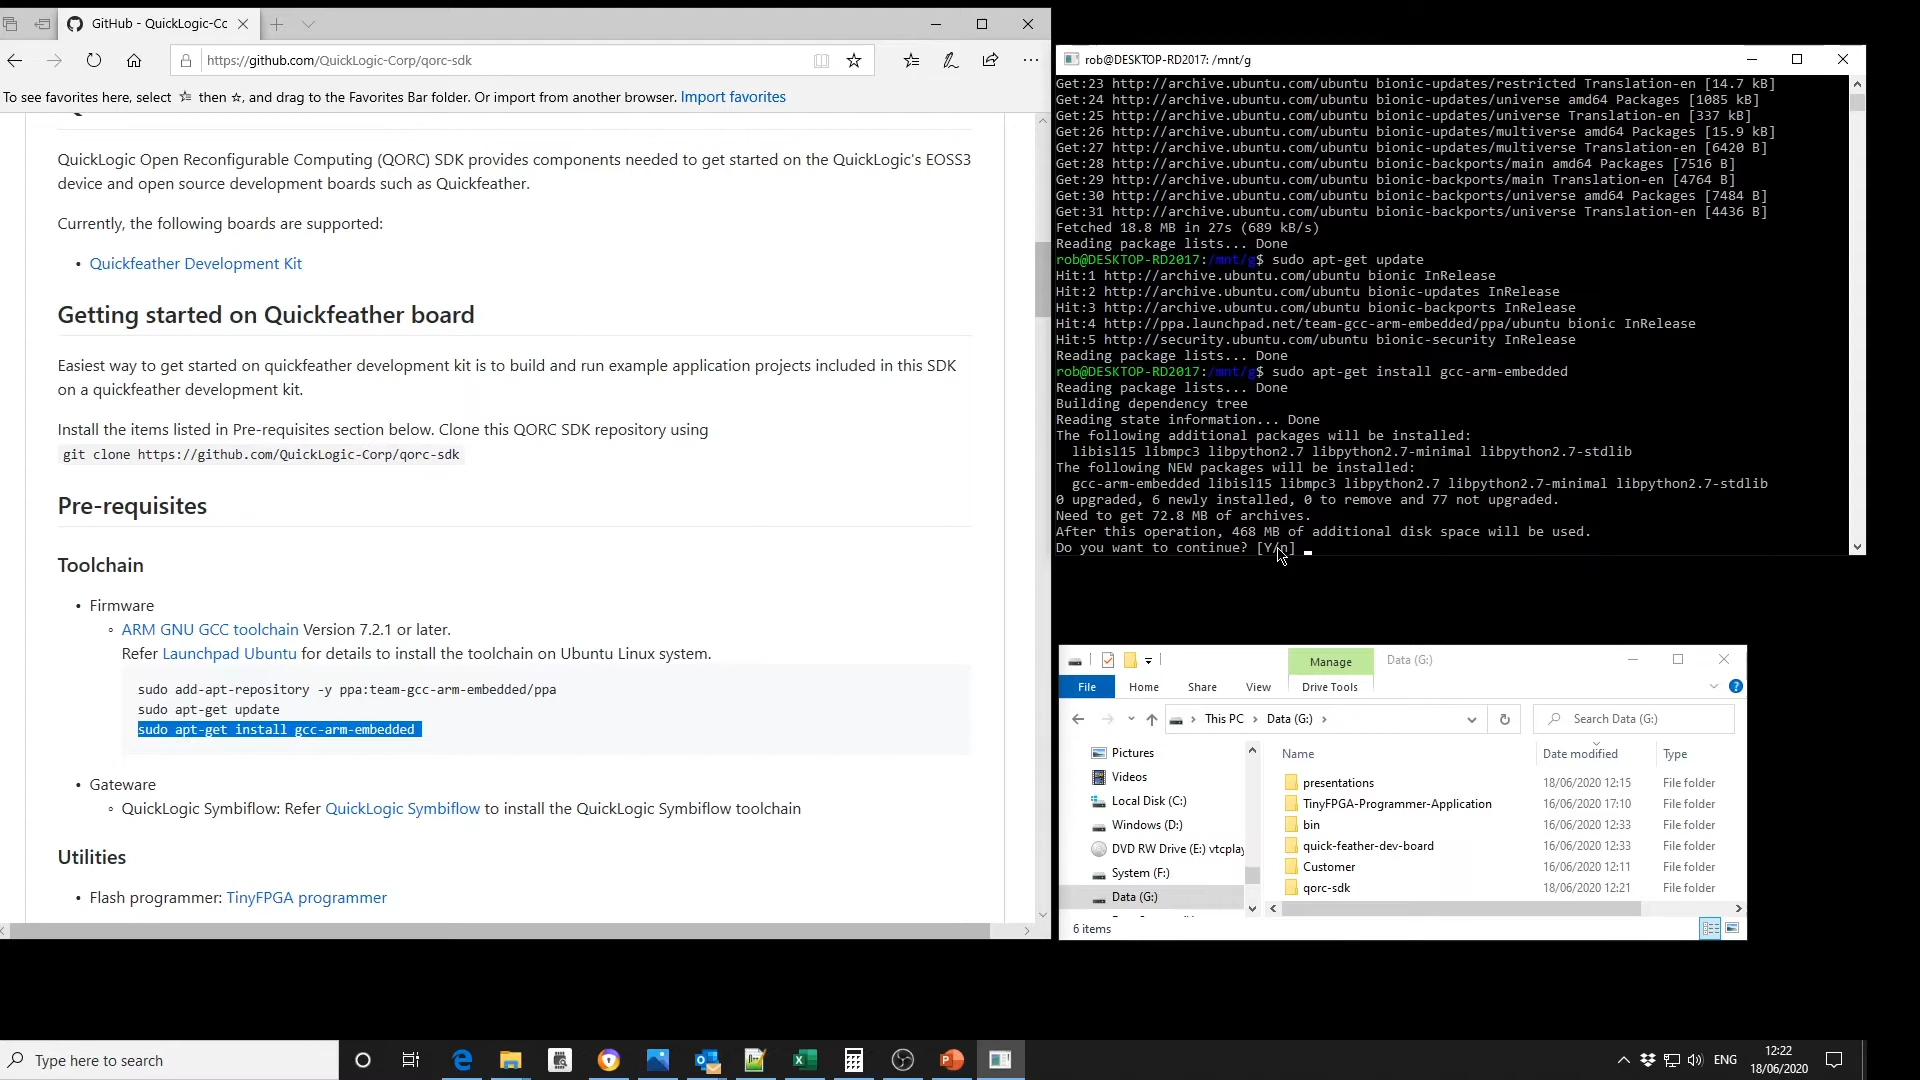 GitHub - QuickLogic-Cc
https://github.com/QuickLogic-Corp/qorc-sdk
To see favorites here, select then , and drag to the Favorites Bar folder. Or import from another browser. Import favorites
QuickLogic Open Reconfigurable Computing (QORC) SDK provides components needed to get started on the QuickLogic's EOSS3
device and open source development boards such as Quickfeather.
Currently, the following boards are supported:
• Quickfeather Development Kit
Getting started on Quickfeather board
Easiest way to get started on quickfeather development kit is to build and run example application projects included in this SDK
on a quickfeather development kit.
Install the items listed in Pre-requisites section below. Clone this QORC SDK repository using
git clone https://github.com/QuickLogic-Corp/qorc-sdk
Pre-requisites
Toolchain
• Firmware
◦ ARM GNU GCC toolchain Version 7.2.1 or later.
Refer Launchpad Ubuntu for details to install the toolchain on Ubuntu Linux system.
sudo add-apt-repository -y ppa:team-gcc-arm-embedded/ppa
sudo apt-get update
sudo apt-get install gcc-arm-embedded
• Gateware
◦ QuickLogic Symbiflow: Refer QuickLogic Symbiflow to install the QuickLogic Symbiflow toolchain
Utilities
• Flash programmer: TinyFPGA programmer
rob@DESKTOP-RD2017: /mnt/g
Get:23 http://archive.ubuntu.com/ubuntu bionic-updates/restricted Translation-en [14.7 kB]
Get:24 http://archive.ubuntu.com/ubuntu bionic-updates/universe amd64 Packages [1085 kB]
Get:25 http://archive.ubuntu.com/ubuntu bionic-updates/universe Translation-en [337 kB]
Get:26 http://archive.ubuntu.com/ubuntu bionic-updates/multiverse amd64 Packages [15.9 kB]
Get:27 http://archive.ubuntu.com/ubuntu bionic-updates/multiverse Translation-en [6420 B]
Get:28 http://archive.ubuntu.com/ubuntu bionic-backports/main amd64 Packages [7516 B]
Get:29 http://archive.ubuntu.com/ubuntu bionic-backports/main Translation-en [4764 B]
Get:30 http://archive.ubuntu.com/ubuntu bionic-backports/universe amd64 Packages [7484 B]
Get:31 http://archive.ubuntu.com/ubuntu bionic-backports/universe Translation-en [4436 B]
Fetched 18.8 MB in 27s (689 kB/s)
Reading package lists... Done
rob@DESKTOP-RD2017:/mnt/g$ sudo apt-get update
Hit:1 http://archive.ubuntu.com/ubuntu bionic InRelease
Hit:2 http://archive.ubuntu.com/ubuntu bionic-updates InRelease
Hit:3 http://archive.ubuntu.com/ubuntu bionic-backports InRelease
Hit:4 http://ppa.launchpad.net/team-gcc-arm-embedded/ppa/ubuntu bionic InRelease
Hit:5 http://security.ubuntu.com/ubuntu bionic-security InRelease
Reading package lists... Done
rob@DESKTOP-RD2017:/mnt/g$ sudo apt-get install gcc-arm-embedded
Reading package lists... Done
Building dependency tree
Reading state information... Done
The following additional packages will be installed:
libisl15 libmpc3 libpython2.7 libpython2.7-minimal libpython2.7-stdlib
The following NEW packages will be installed:
gcc-arm-embedded libisl15 libmpc3 libpython2.7 libpython2.7-minimal libpython2.7-stdlib
0 upgraded, 6 newly installed, 0 to remove and 77 not upgraded.
Need to get 72.8 MB of archives.
After this operation, 468 MB of additional disk space will be used.
Do you want to continue? [Y/n]
Manage Data (G:)
File Home Share View Drive Tools
This PC › Data (G:) › Search Data (G:)
Pictures
Videos
Local Disk (C:)
Windows (D:)
DVD RW Drive (E:) vtcplay
System (F:)
Data (G:)
Name Date modified Type
presentations 18/06/2020 12:15 File folder
TinyFPGA-Programmer-Application 16/06/2020 17:10 File folder
bin 16/06/2020 12:33 File folder
quick-feather-dev-board 16/06/2020 12:33 File folder
Customer 16/06/2020 12:11 File folder
qorc-sdk 18/06/2020 12:21 File folder
6 items
Type here to search
ENG
12:22
18/06/2020